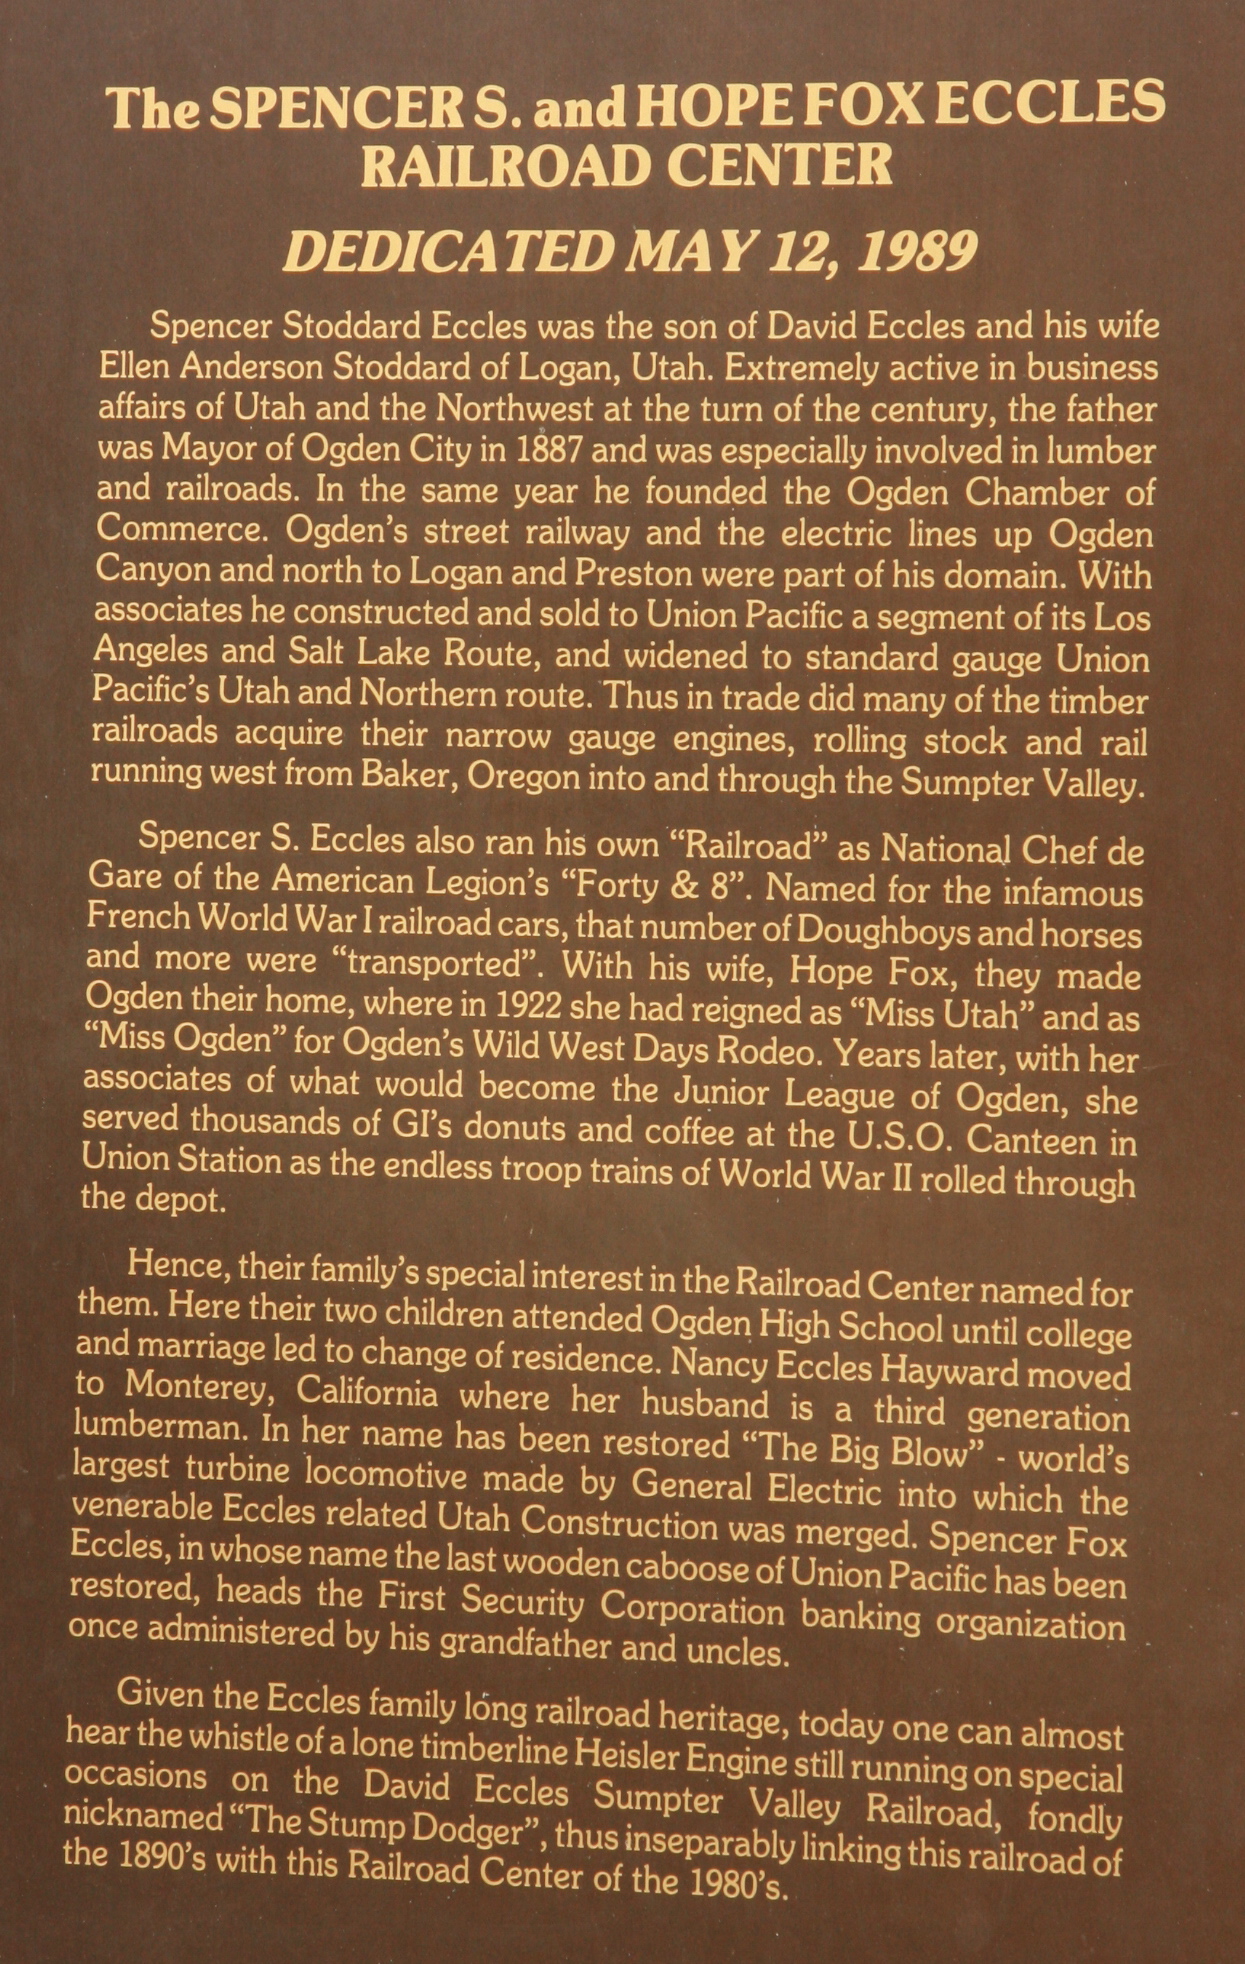 The SPENCER S. and HOPE FOX ECCLES
RAILROAD CENTER
DEDICATED MAY 12, 1989
Spencer Stoddard Eccles was the son of David Eccles and his wife
Ellen Anderson Stoddard of Logan, Utah. Extremely active in business
affairs of Utah and the Northwest at the turn of the century, the father
was Mayor of Ogden City in 1887 and was especially involved in lumber
and railroads. In the same year he founded the Ogden Chamber of
Commerce. Ogden's street railway and the electric lines up Ogden
Canyon and north to Logan and Preston were part of his domain. With
associates he constructed and sold to Union Pacific a segment of its Los
Angeles and Salt Lake Route, and widened to standard gauge Union
Pacific's Utah and Northern route. Thus in trade did many of the timber
railroads acquire their narrow gauge engines, rolling stock and rail
running west from Baker, Oregon into and through the Sumpter Valley.
Spencer S. Eccles also ran his own “Railroad” as National Chef de
Gare of the American Legion's “Forty & 8”. Named for the infamous
French World War I railroad cars, that number of Doughboys and horses
and more were “transported”. With his wife, Hope Fox, they made
Ogden their home, where in 1922 she had reigned as “Miss Utah” and as
“Miss Ogden” for Ogden's Wild West Days Rodeo. Years later, with her
associates of what would become the Junior League of Ogden, she
served thousands of GI's donuts and coffee at the U.S.O. Canteen in
Union Station as the endless troop trains of World War II rolled through
the depot.
Hence, their family's special interest in the Railroad Center named for
them. Here their two children attended Ogden High School until college
and marriage led to change of residence. Nancy Eccles Hayward moved
to Monterey, California where her husband is a third generation
lumberman. In her name has been restored “The Big Blow” - world's
largest turbine locomotive made by General Electric into which the
venerable Eccles related Utah Construction was merged. Spencer Fox
Eccles, in whose name the last wooden caboose of Union Pacific has been
restored, heads the First Security Corporation banking organization
once administered by his grandfather and uncles.
Given the Eccles family long railroad heritage, today one can almost
hear the whistle of a lone timberline Heisler Engine still running on special
occasions on the David Eccles Sumpter Valley Railroad, fondly
nicknamed “The Stump Dodger”, thus inseparably linking this railroad of
the 1890's with this Railroad Center of the 1980's.